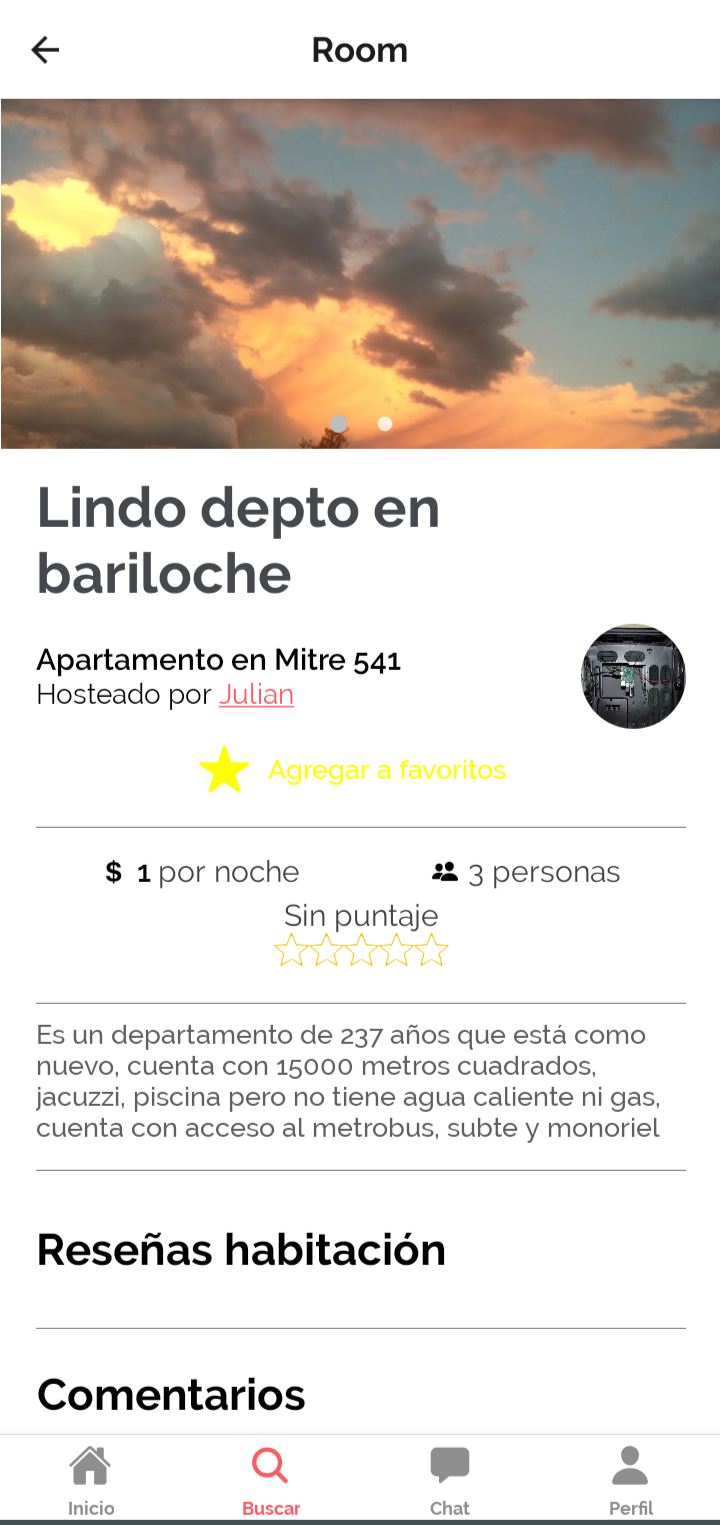 Room
Lindo depto en
bariloche
Apartamento en Mitre 541
Hosteado por Julian
Agregar a favoritos
$ 1 por noche
3 personas
Sin puntaje
Es un departamento de 237 años que está como
nuevo, cuenta con 15000 metros cuadrados,
jacuzzi, piscina pero no tiene agua caliente ni gas,
cuenta con acceso al metrobus, subte y monoriel
Reseñas habitación
Comentarios
Inicio
Buscar
Chat
Perfil